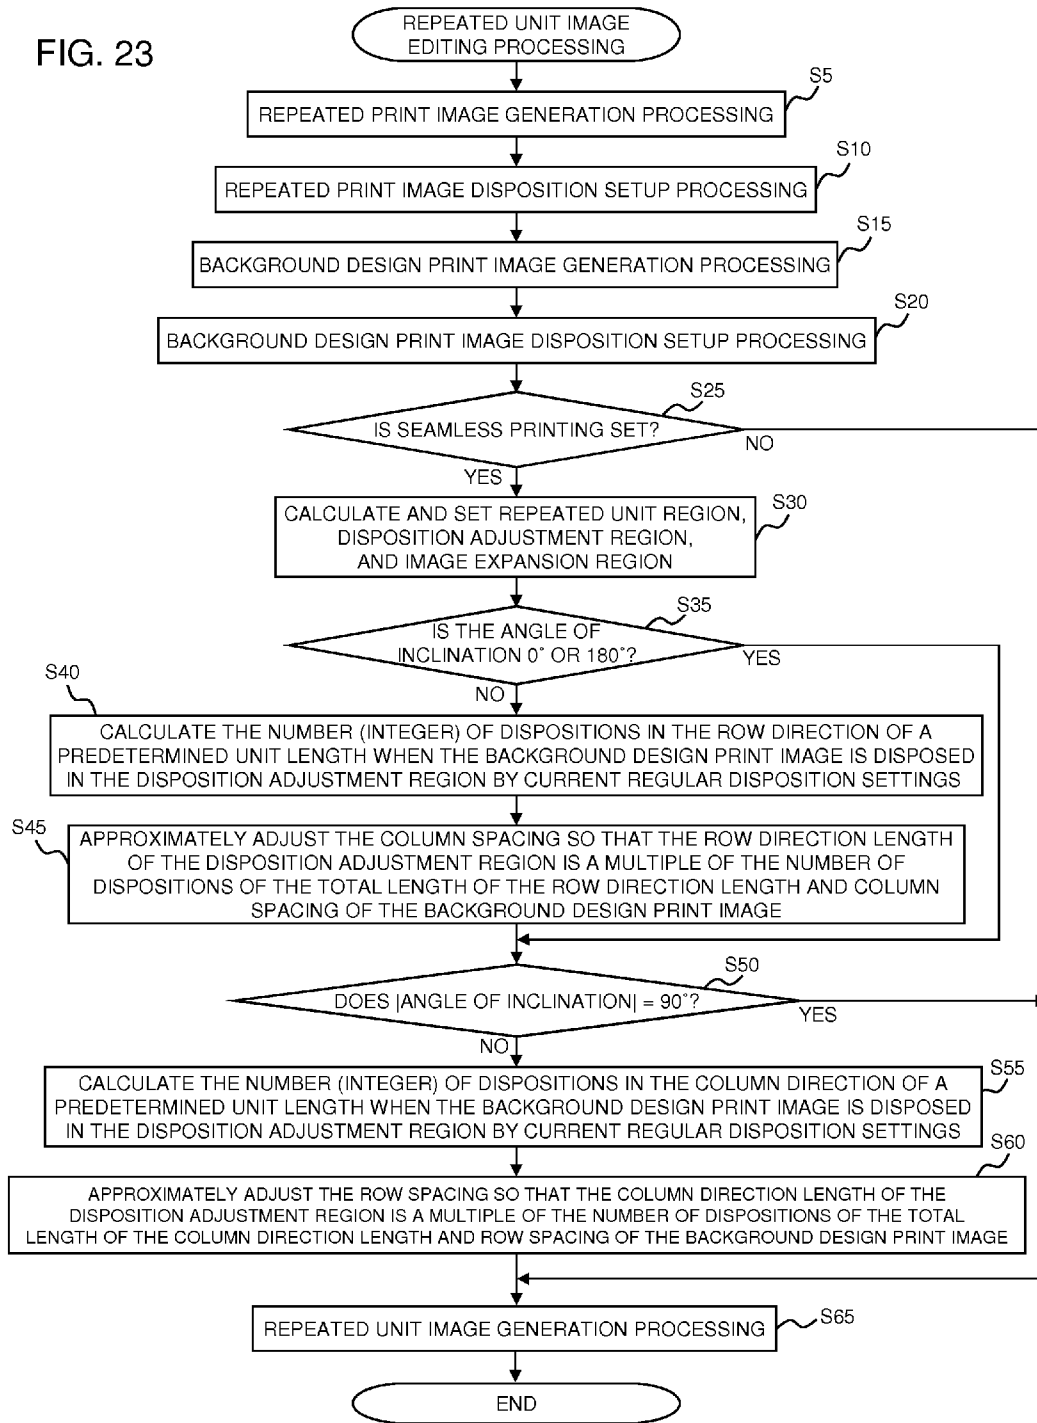 FIG. 23
REPEATED UNIT IMAGE
EDITING PROCESSING
S5
REPEATED PRINT IMAGE GENERATION PROCESSING
S10
REPEATED PRINT IMAGE DISPOSITION SETUP PROCESSING
S15
BACKGROUND DESIGN PRINT IMAGE GENERATION PROCESSING
S20
BACKGROUND DESIGN PRINT IMAGE DISPOSITION SETUP PROCESSING
S25
IS SEAMLESS PRINTING SET?
NO
YES
S30
CALCULATE AND SET REPEATED UNIT REGION,
DISPOSITION ADJUSTMENT REGION,
AND IMAGE EXPANSION REGION
S35
IS THE ANGLE OF
INCLINATION 0° OR 180°?
YES
NO
S40
CALCULATE THE NUMBER (INTEGER) OF DISPOSITIONS IN THE ROW DIRECTION OF A
PREDETERMINED UNIT LENGTH WHEN THE BACKGROUND DESIGN PRINT IMAGE IS DISPOSED
IN THE DISPOSITION ADJUSTMENT REGION BY CURRENT REGULAR DISPOSITION SETTINGS
S45
APPROXIMATELY ADJUST THE COLUMN SPACING SO THAT THE ROW DIRECTION LENGTH
OF THE DISPOSITION ADJUSTMENT REGION IS A MULTIPLE OF THE NUMBER OF
DISPOSITIONS OF THE TOTAL LENGTH OF THE ROW DIRECTION LENGTH AND COLUMN
SPACING OF THE BACKGROUND DESIGN PRINT IMAGE
S50
DOES |ANGLE OF INCLINATION| = 90°?
YES
NO
S55
CALCULATE THE NUMBER (INTEGER) OF DISPOSITIONS IN THE COLUMN DIRECTION OF A
PREDETERMINED UNIT LENGTH WHEN THE BACKGROUND DESIGN PRINT IMAGE IS DISPOSED
IN THE DISPOSITION ADJUSTMENT REGION BY CURRENT REGULAR DISPOSITION SETTINGS
S60
APPROXIMATELY ADJUST THE ROW SPACING SO THAT THE COLUMN DIRECTION LENGTH OF THE
DISPOSITION ADJUSTMENT REGION IS A MULTIPLE OF THE NUMBER OF DISPOSITIONS OF THE TOTAL
LENGTH OF THE COLUMN DIRECTION LENGTH AND ROW SPACING OF THE BACKGROUND DESIGN PRINT IMAGE
S65
REPEATED UNIT IMAGE GENERATION PROCESSING
END